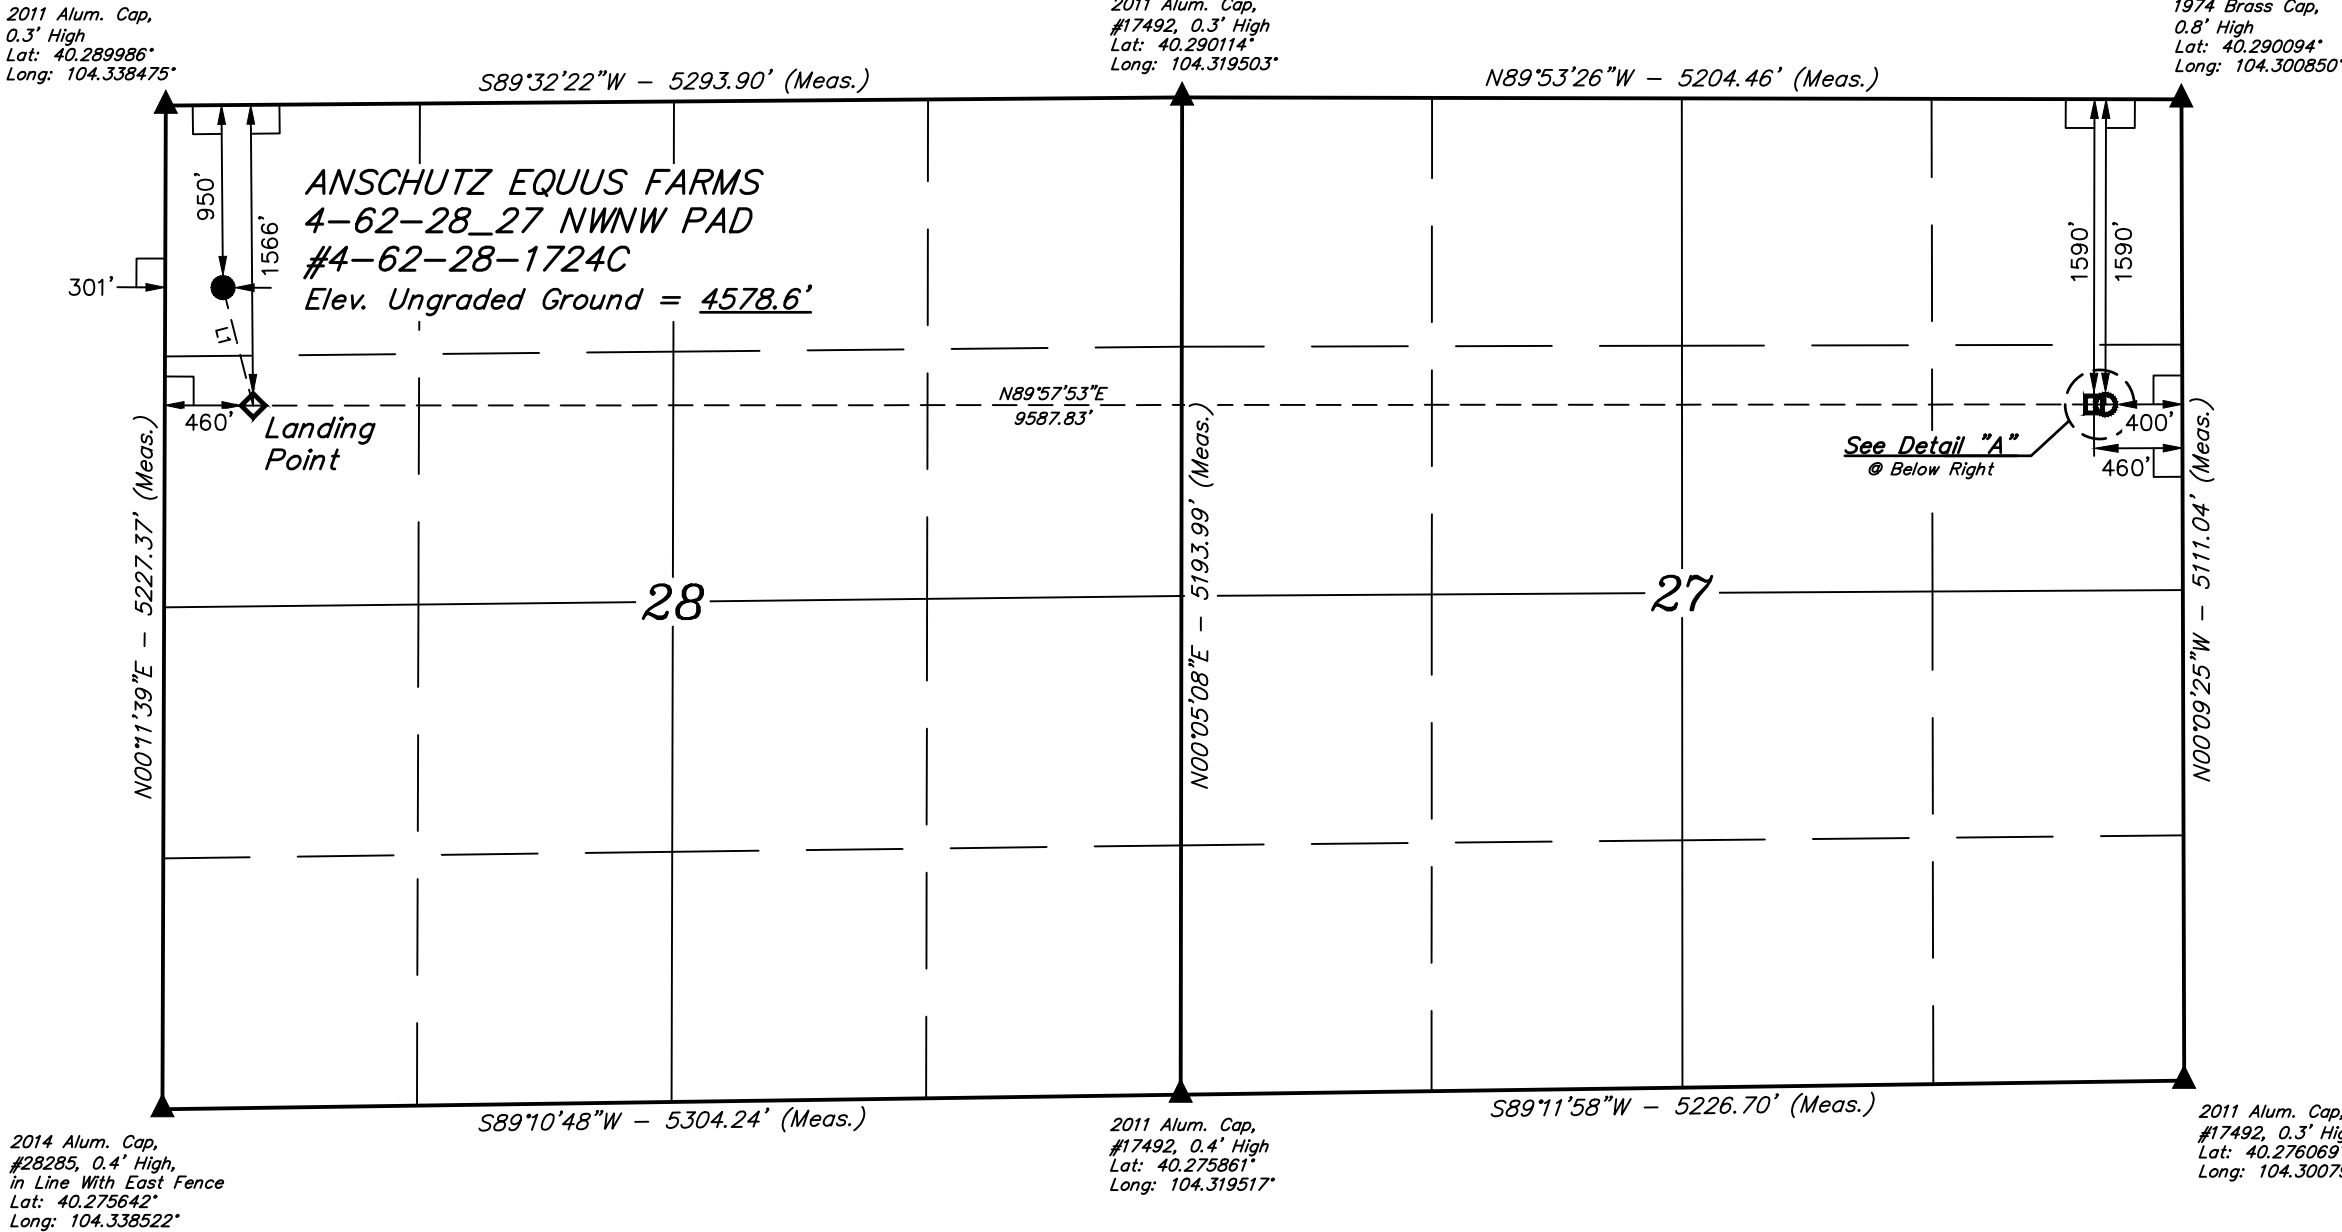 2011 Alum. Cap,
0.3' High
Lat: 40.289986°
Long: 104.338475°
2011 Alum. Cap,
#17492, 0.3' High
Lat: 40.290114°
Long: 104.319503°
1974 Brass Cap,
0.8' High
Lat: 40.290094°
Long: 104.300850°
S89°32'22"W - 5293.90' (Meas.)
N89°53'26"W - 5204.46' (Meas.)
950'
1566'
301'
ANSCHUTZ EQUUS FARMS
4-62-28_27 NWNW PAD
#4-62-28-1724C
Elev. Ungraded Ground = 4578.6'
L1
1590'
1590'
460'
Landing
Point
N89°57'53"E
9587.83'
400'
460'
See Detail "A"
@ Below Right
N00°11'39"E - 5227.37' (Meas.)
N00°05'08"E - 5193.99' (Meas.)
N00°09'25"W - 5111.04' (Meas.)
28
27
S89°10'48"W - 5304.24' (Meas.)
S89°11'58"W - 5226.70' (Meas.)
2014 Alum. Cap,
#28285, 0.4' High,
in Line With East Fence
Lat: 40.275642°
Long: 104.338522°
2011 Alum. Cap,
#17492, 0.4' High
Lat: 40.275861°
Long: 104.319517°
2011 Alum. Cap,
#17492, 0.3'
Lat: 40.276069
Long: